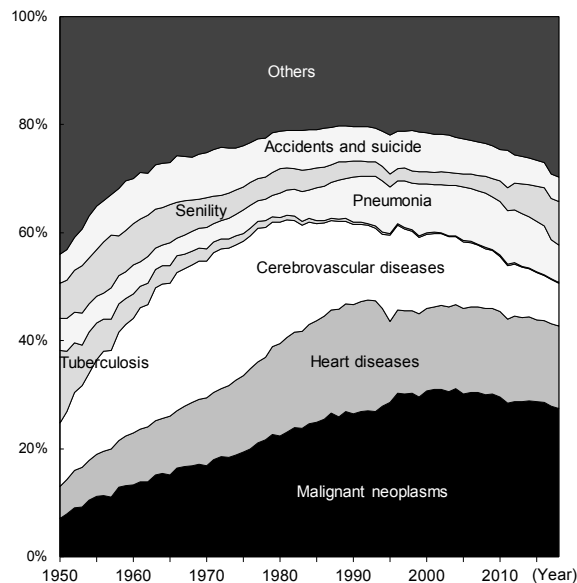 100%
Others
80%
Accidents and suicide
Senility
Pneumonia
60%
Cerebrovascular diseases
40%
Tuberculosis
Heart diseases
20%
Malignant neoplasms
0%
1950 1960 1970 1980 1990 2000 2010 (Year)